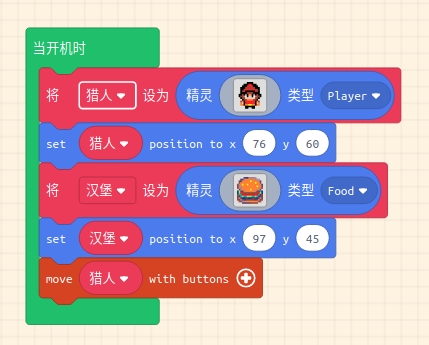 当开机时
将 猎人 设为 精灵 类型 Player
set 猎人 position to x 76 y 60
将 汉堡 设为 精灵 类型 Food
set 汉堡 position to x 97 y 45
move 猎人 with buttons